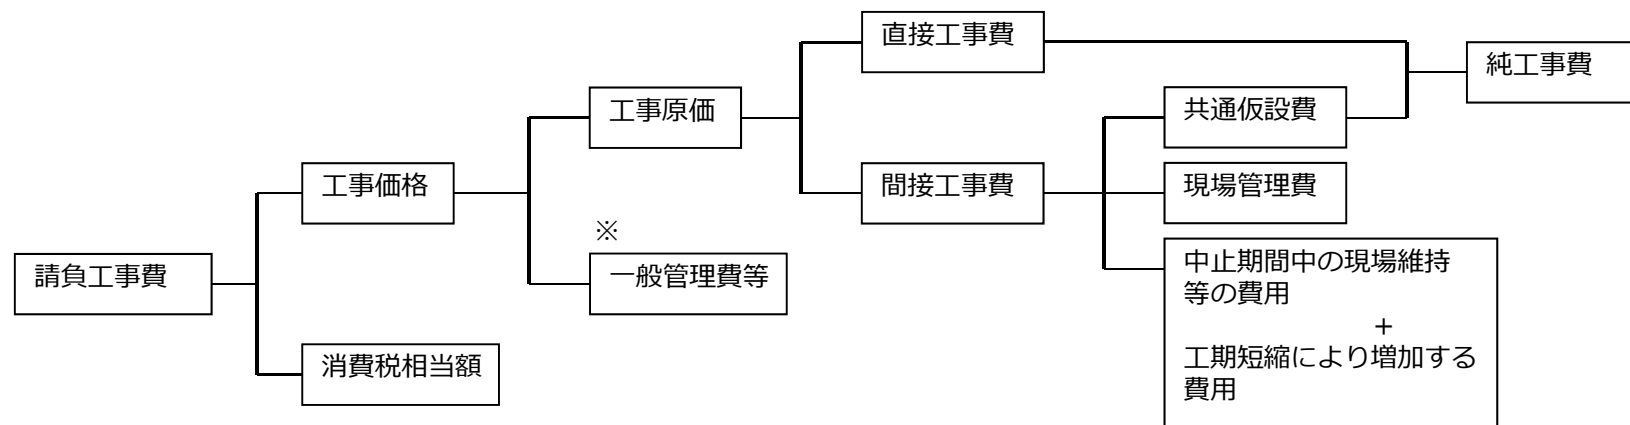 直接工事費
純工事費
工事原価
共通仮設費
工事価格
間接工事費
現場管理費
※
請負工事費
一般管理費等
中止期間中の現場維持
等の費用
+
工期短縮により増加する
費用
消費税相当額